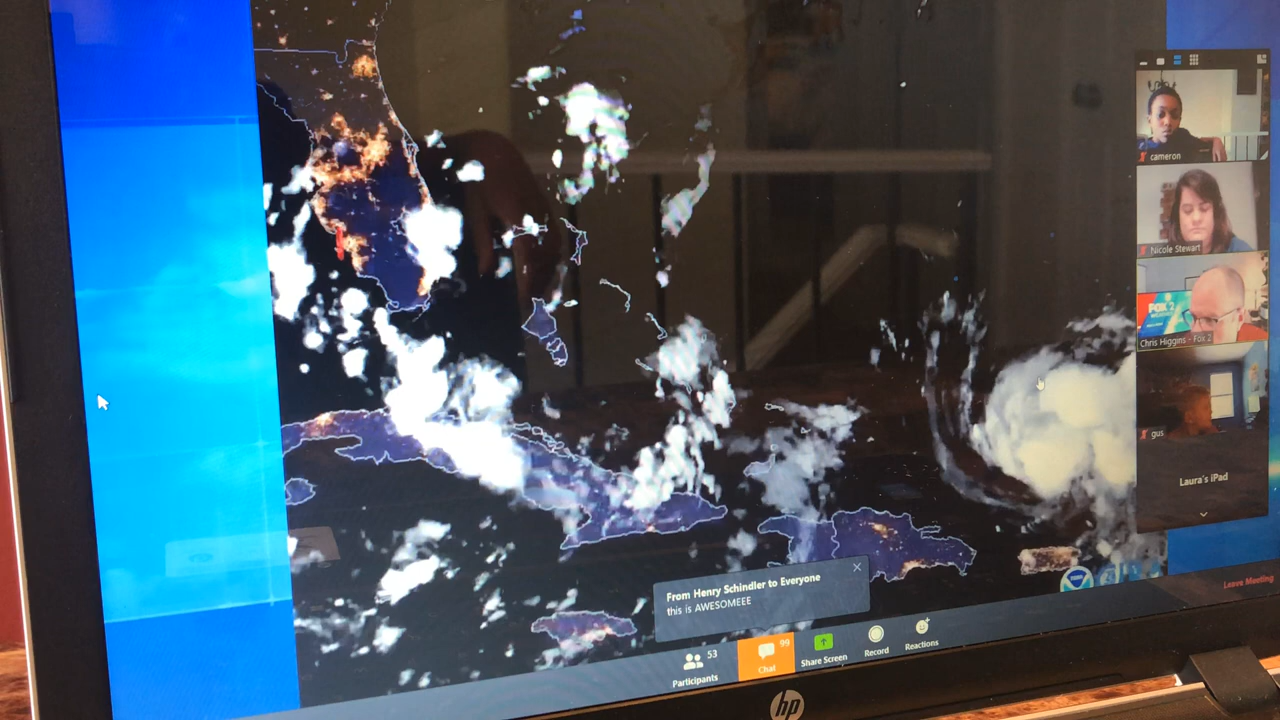 cameron
Nicole Stewart
FOX 2
Chris Higgins - Fox 2
gus
Laura's iPad
From Henry Schindler to Everyone
this is AWESOMEEE
53
Participants
99
Chat
Share Screen
Record
Reactions
Leave Meeting
hp